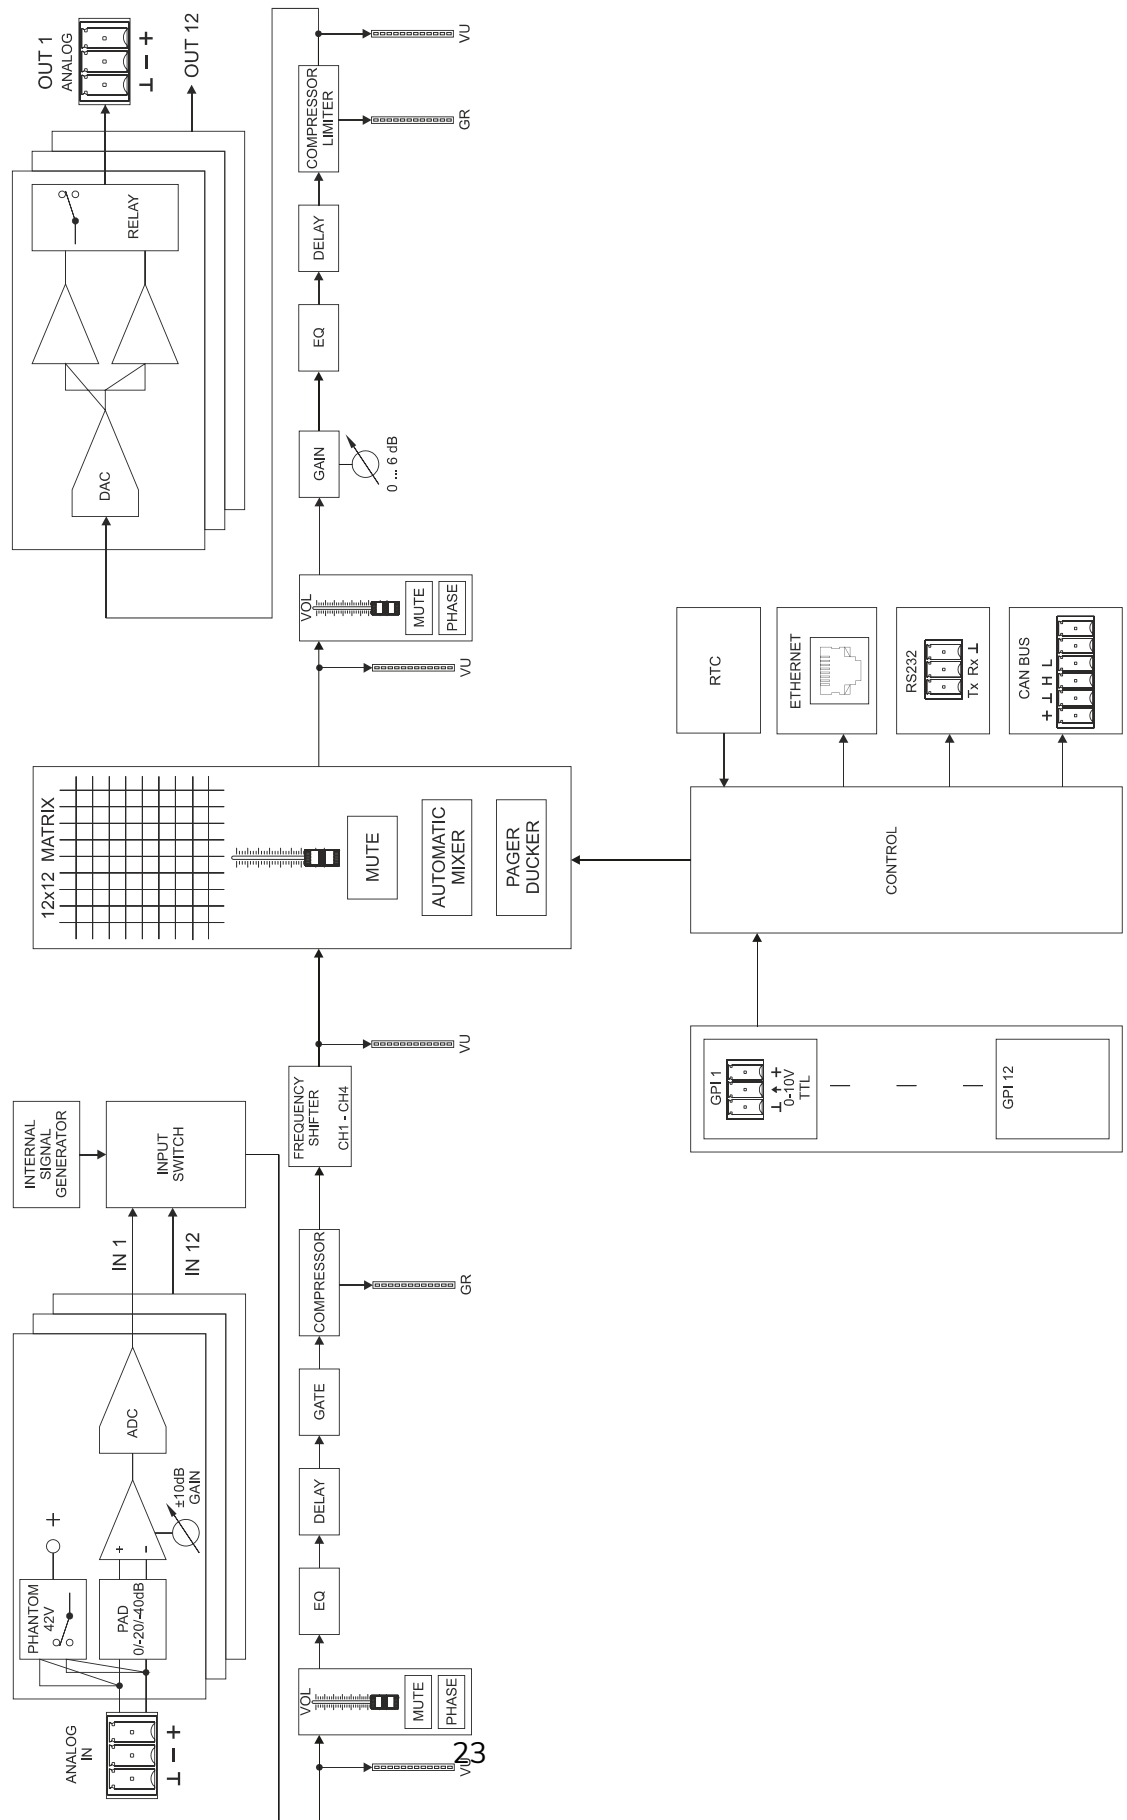 ANALOG
IN
⊥ − +
PHANTOM
42V
+
PAD
0/-20/-40dB
+
−
±10dB
GAIN
ADC
IN 1
IN 12
INTERNAL
SIGNAL
GENERATOR
INPUT
SWITCH
VU
VOL
MUTE
PHASE
EQ
DELAY
GATE
COMPRESSOR
GR
FREQUENCY
SHIFTER
CH1 - CH4
VU
12x12 MATRIX
MUTE
AUTOMATIC
MIXER
PAGER
DUCKER
VU
VOL
MUTE
PHASE
GAIN
0 ... 6 dB
EQ
DELAY
COMPRESSOR
LIMITER
GR
VU
DAC
RELAY
OUT 1
ANALOG
⊥ − +
OUT 12
GPI 1
⊥ +
0-10V
TTL
GPI 12
CONTROL
RTC
ETHERNET
RS232
Tx Rx ⊥
CAN BUS
+ ⊥ H L
23